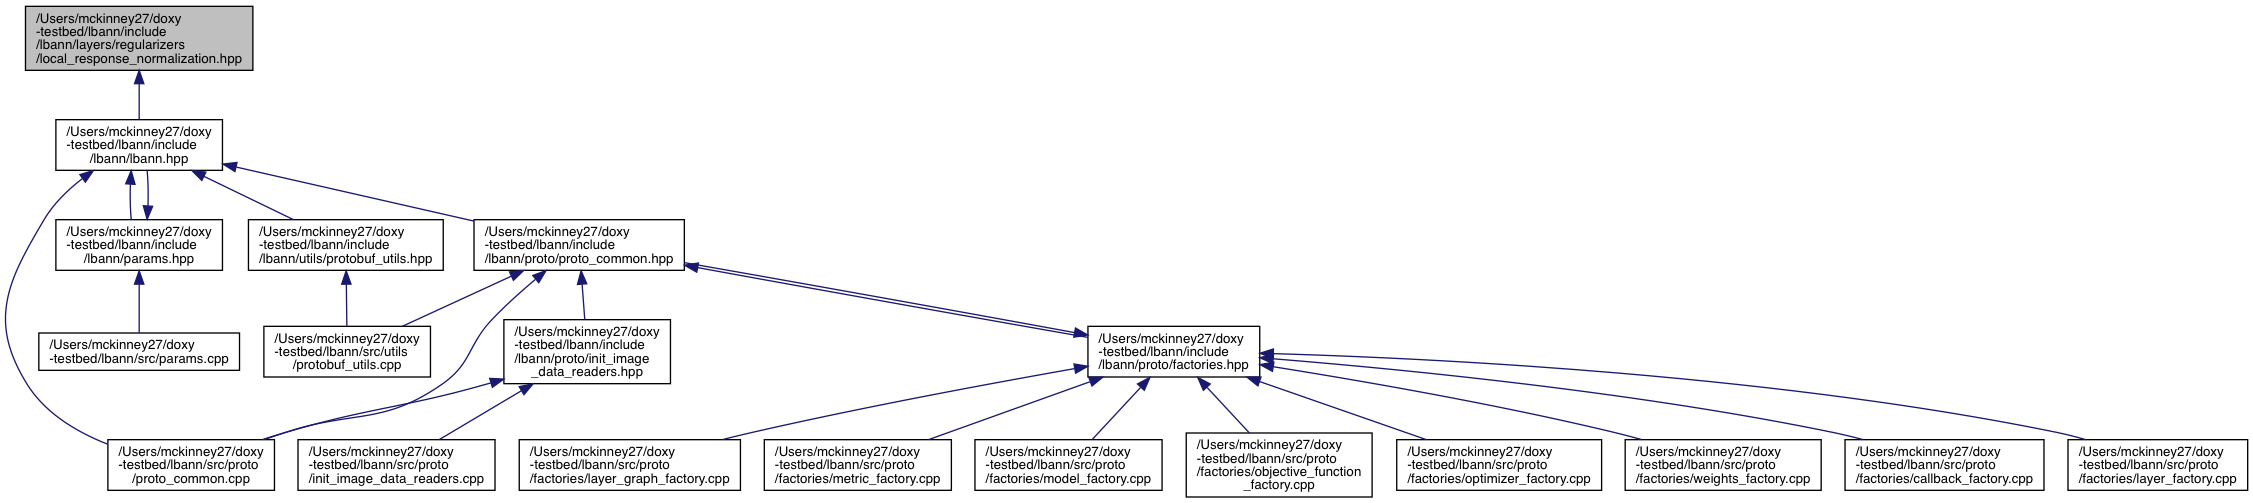 /Users/mckinney27/doxy
-testbed/lbann/include
/lbann/layers/regularizers
/local_response_normalization.hpp
/Users/mckinney27/doxy
-testbed/lbann/include
/lbann/lbann.hpp
/Users/mckinney27/doxy
-testbed/lbann/include
/lbann/params.hpp
/Users/mckinney27/doxy
-testbed/lbann/include
/lbann/utils/protobuf_utils.hpp
/Users/mckinney27/doxy
-testbed/lbann/include
/lbann/proto/proto_common.hpp
/Users/mckinney27/doxy
-testbed/lbann/src/params.cpp
/Users/mckinney27/doxy
-testbed/lbann/src/utils
/protobuf_utils.cpp
/Users/mckinney27/doxy
-testbed/lbann/include
/lbann/proto/init_image
_data_readers.hpp
/Users/mckinney27/doxy
-testbed/lbann/include
/lbann/proto/factories.hpp
/Users/mckinney27/doxy
-testbed/lbann/src/proto
/proto_common.cpp
/Users/mckinney27/doxy
-testbed/lbann/src/proto
/init_image_data_readers.cpp
/Users/mckinney27/doxy
-testbed/lbann/src/proto
/factories/layer_graph_factory.cpp
/Users/mckinney27/doxy
-testbed/lbann/src/proto
/factories/metric_factory.cpp
/Users/mckinney27/doxy
-testbed/lbann/src/proto
/factories/model_factory.cpp
/Users/mckinney27/doxy
-testbed/lbann/src/proto
/factories/objective_function
_factory.cpp
/Users/mckinney27/doxy
-testbed/lbann/src/proto
/factories/optimizer_factory.cpp
/Users/mckinney27/doxy
-testbed/lbann/src/proto
/factories/weights_factory.cpp
/Users/mckinney27/doxy
-testbed/lbann/src/proto
/factories/callback_factory.cpp
/Users/mckinney27/doxy
-testbed/lbann/src/proto
/factories/layer_factory.cpp